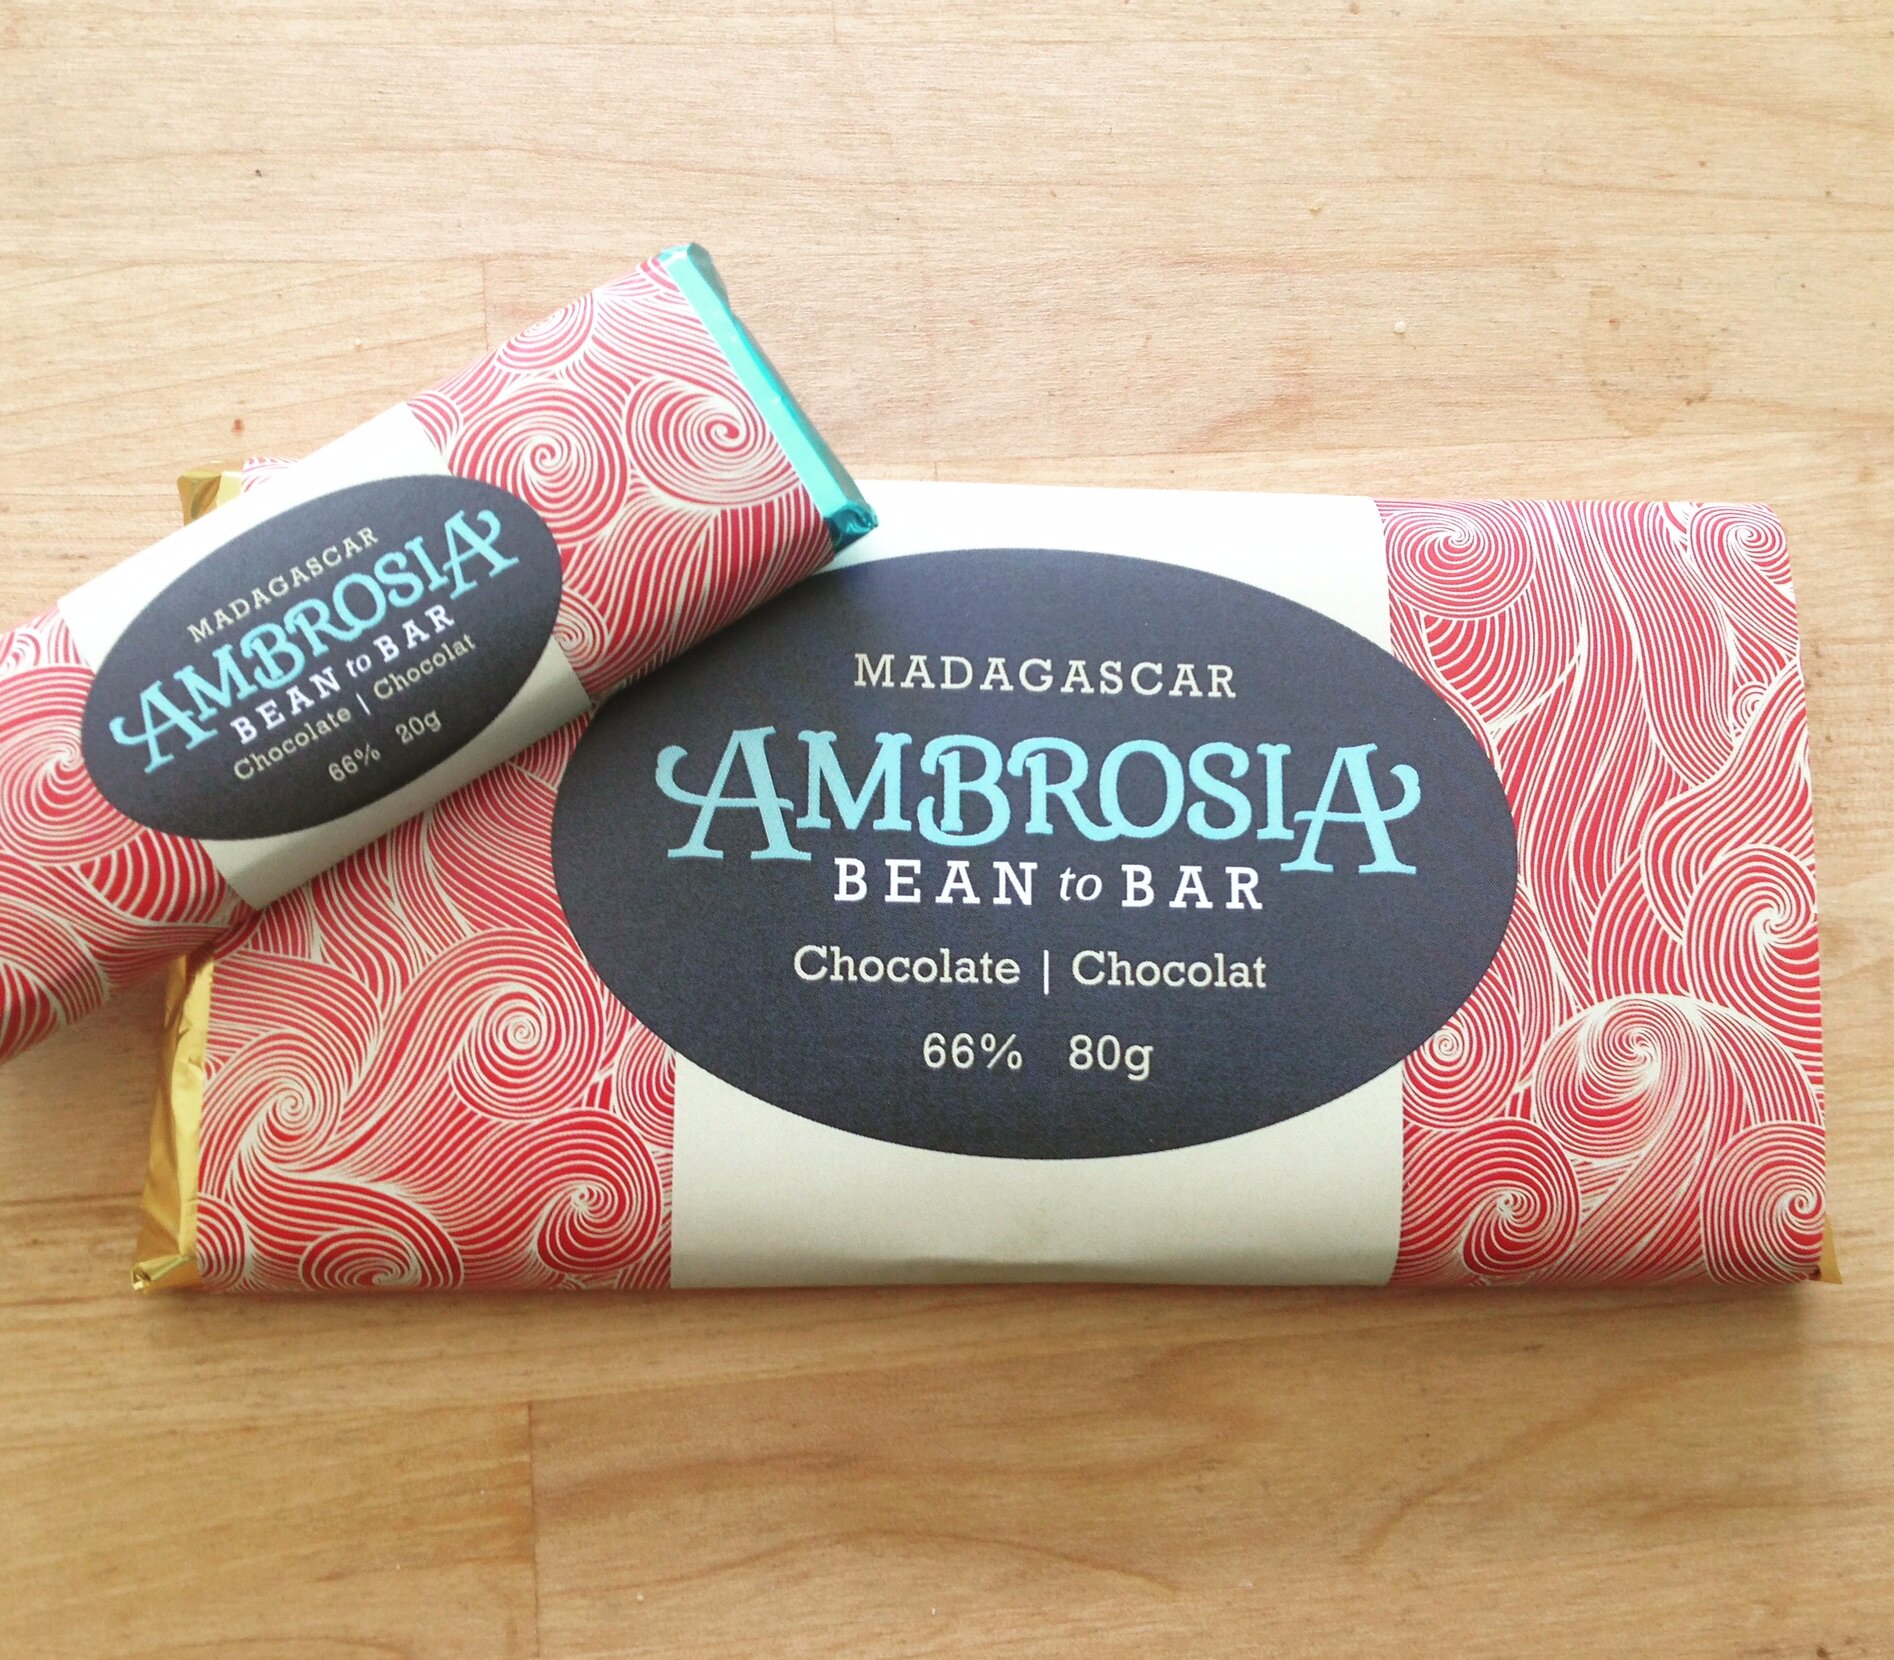 MADAGASCAR
AMBROSIA
BEAN to BAR
Chocolate | Chocolat
66% 20g
MADAGASCAR
AMBROSIA
BEAN to BAR
Chocolate | Chocolat
66% 80g